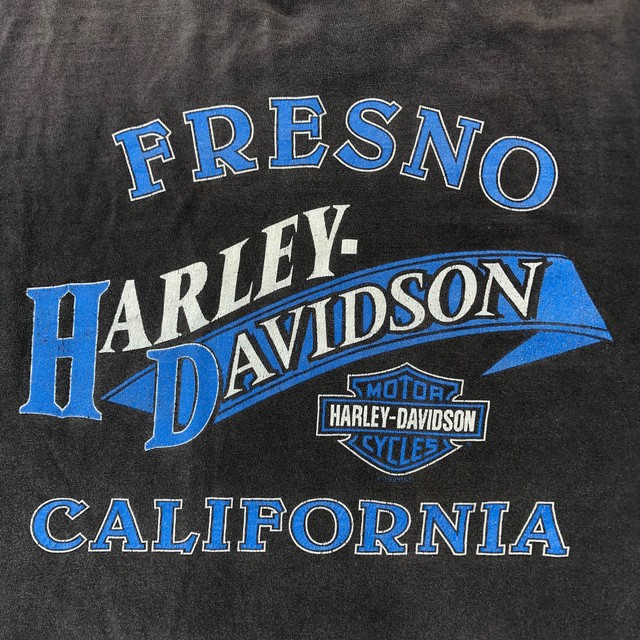 FRESNO
HARLEY-
DAVIDSON
MOTOR
HARLEY-DAVIDSON
CYCLES
CALIFORNIA